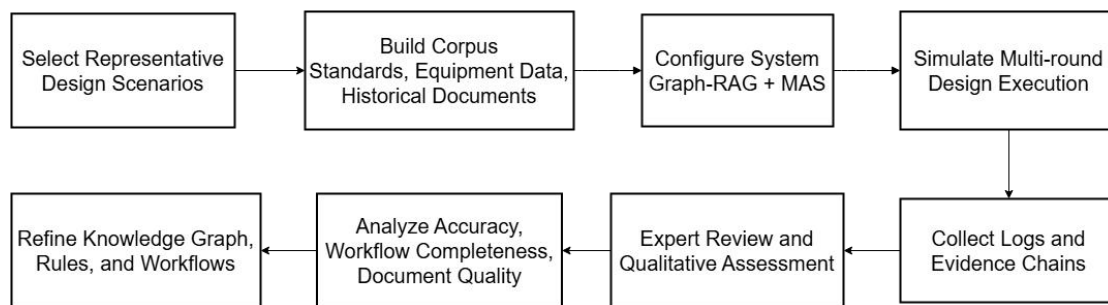 Select Representative
Design Scenarios
Build Corpus
Standards, Equipment Data,
Historical Documents
Configure System
Graph-RAG + MAS
Simulate Multi-round
Design Execution
Collect Logs and
Evidence Chains
Expert Review and
Qualitative Assessment
Analyze Accuracy,
Workflow Completeness,
Document Quality
Refine Knowledge Graph,
Rules, and Workflows